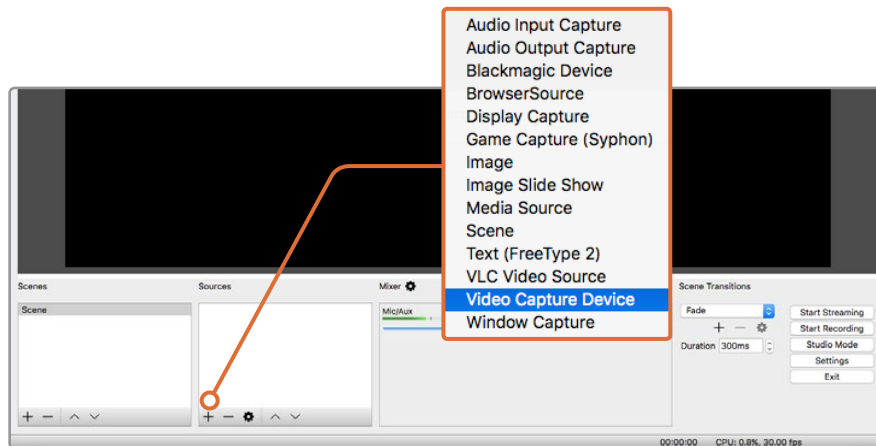 Audio Input Capture
Audio Output Capture
Blackmagic Device
BrowserSource
Display Capture
Game Capture (Syphon)
Image
Image Slide Show
Media Source
Scene
Text (FreeType 2)
VLC Video Source
Video Capture Device
Window Capture
Scenes
Scene
Sources
Mixer
Mic/Aux
Scene Transitions
Fade
Duration 300ms
Start Streaming
Start Recording
Studio Mode
Settings
Exit
00:00:00 CPU: 0.8%, 30.00 fps